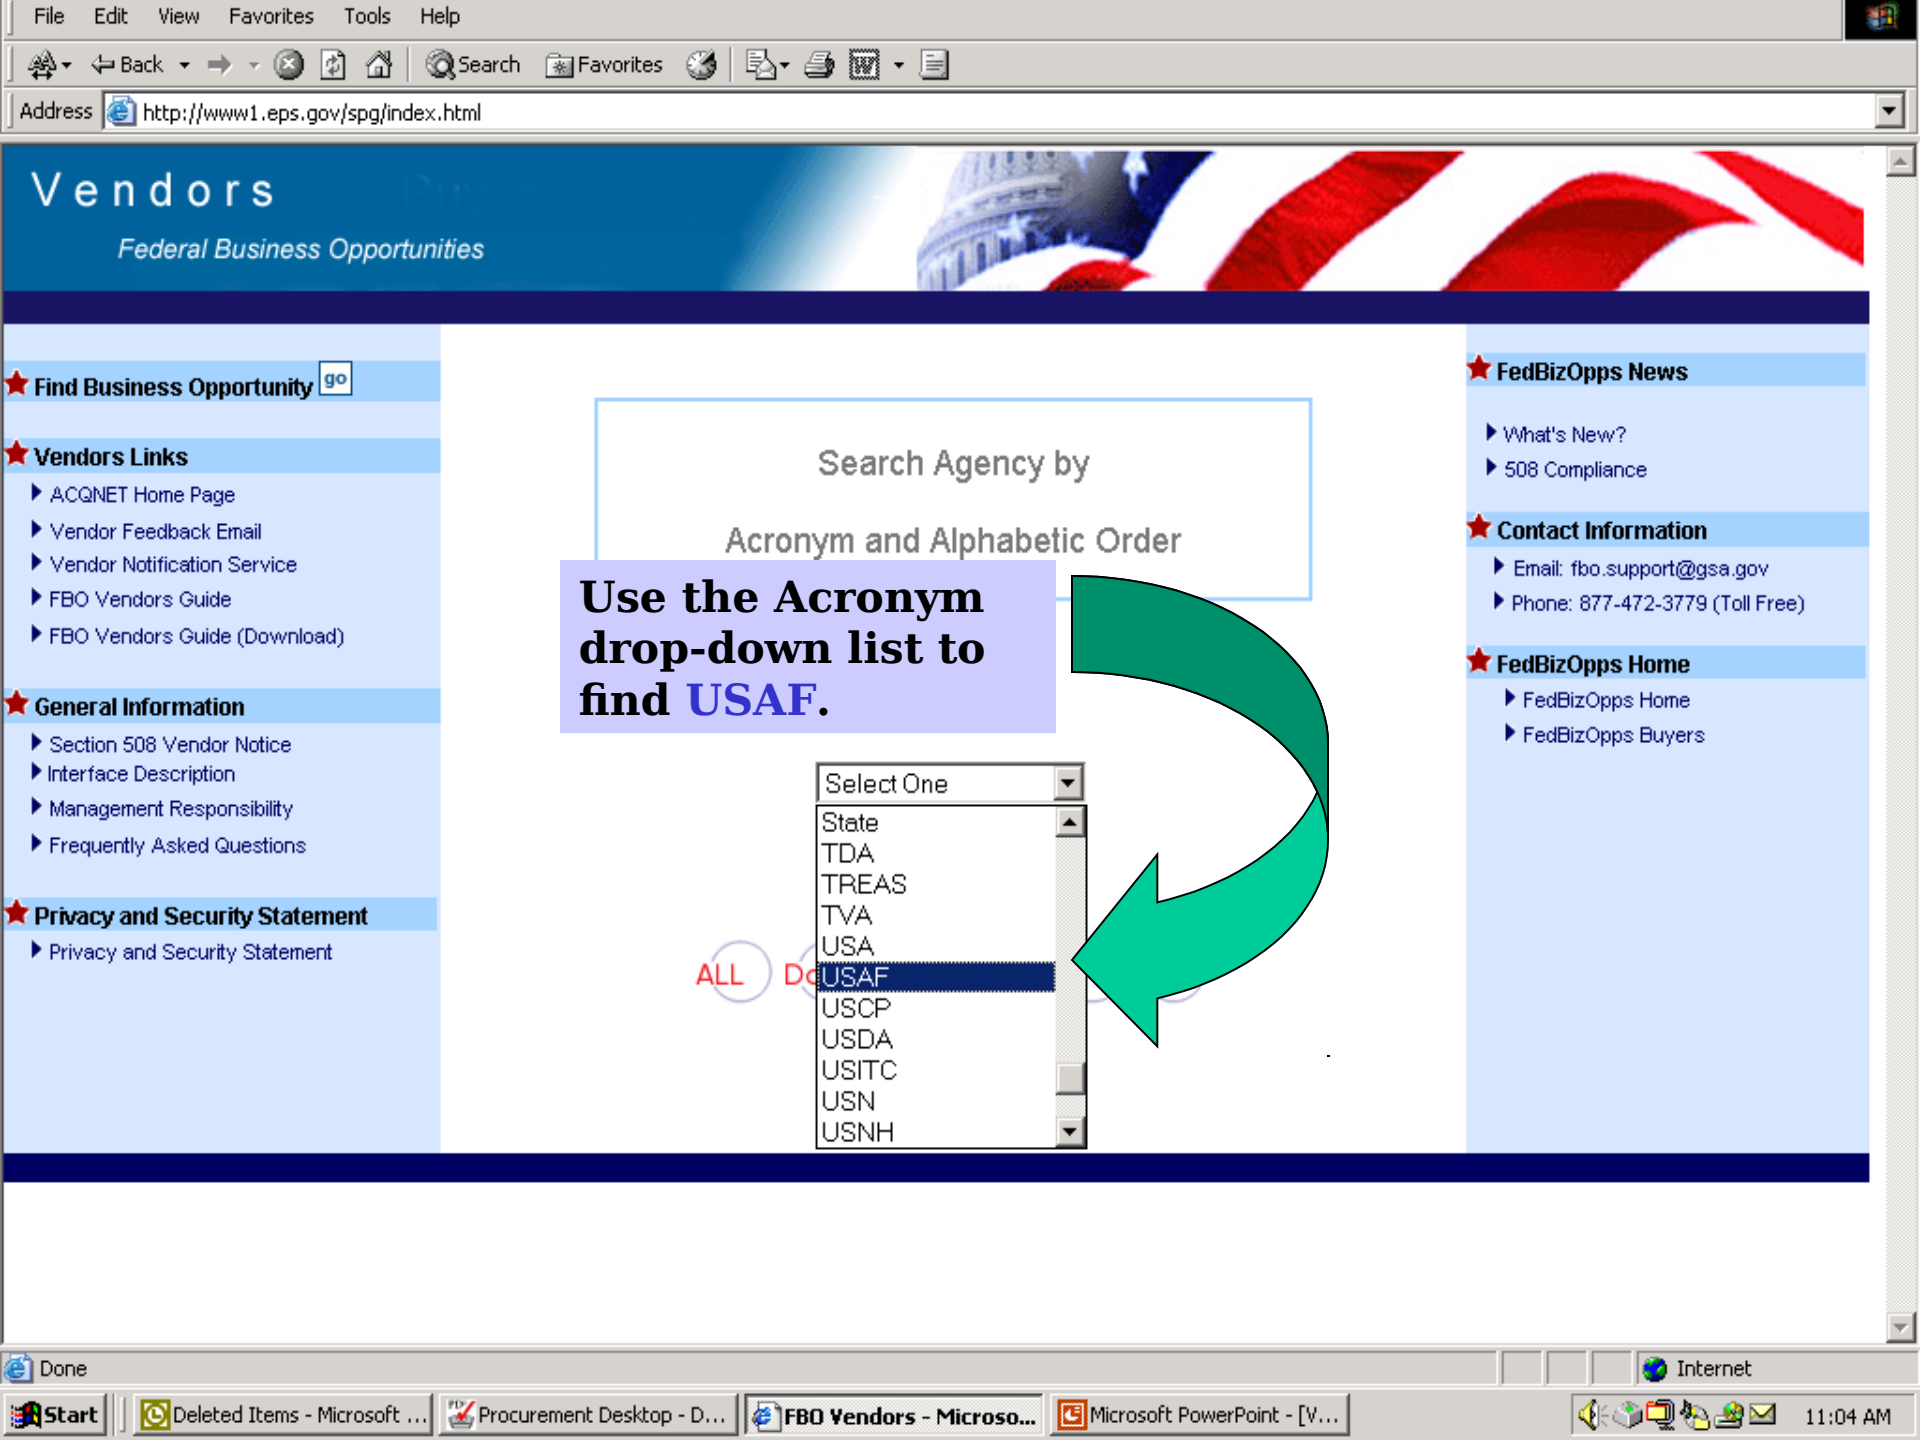 File Edit View Favorites Tools Help
Back Search Favorites
Address http://www1.eps.gov/spg/index.html
Vendors
Federal Business Opportunities
Find Business Opportunity go
Vendors Links
ACQNET Home Page
Vendor Feedback Email
Vendor Notification Service
FBO Vendors Guide
FBO Vendors Guide (Download)
General Information
Section 508 Vendor Notice
Interface Description
Management Responsibility
Frequently Asked Questions
Privacy and Security Statement
Privacy and Security Statement
Search Agency by
Acronym and Alphabetic Order
Use the Acronym
drop-down list to
find USAF.
Select One
State
TDA
TREAS
TVA
USA
ALL
USAF
USCP
USDA
USITC
USN
USNH
FedBizOpps News
What's New?
508 Compliance
Contact Information
Email: fbo.support@gsa.gov
Phone: 877-472-3779 (Toll Free)
FedBizOpps Home
FedBizOpps Home
FedBizOpps Buyers
Done Internet
Start Deleted Items - Microsoft ... Procurement Desktop - D... FBO Vendors - Microso... Microsoft PowerPoint - [V... 11:04 AM